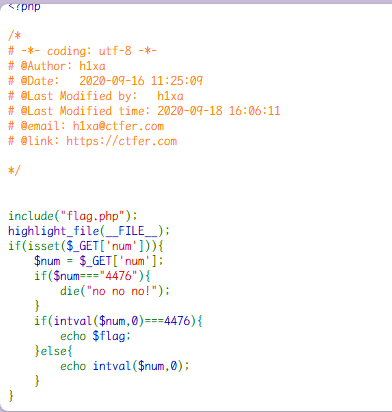 <?php
/*
# -*- coding: utf-8 -*-
# @Author: h1xa
# @Date:   2020-09-16 11:25:09
# @Last Modified by:   h1xa
# @Last Modified time: 2020-09-18 16:06:11
# @email: h1xa@ctfer.com
# @link: https://ctfer.com
*/
include("flag.php");
highlight_file(__FILE__);
if(isset($_GET['num'])){
    $num = $_GET['num'];
    if($num==="4476"){
        die("no no no!");
    }
    if(intval($num,0)===4476){
        echo $flag;
    }else{
        echo intval($num,0);
    }
}